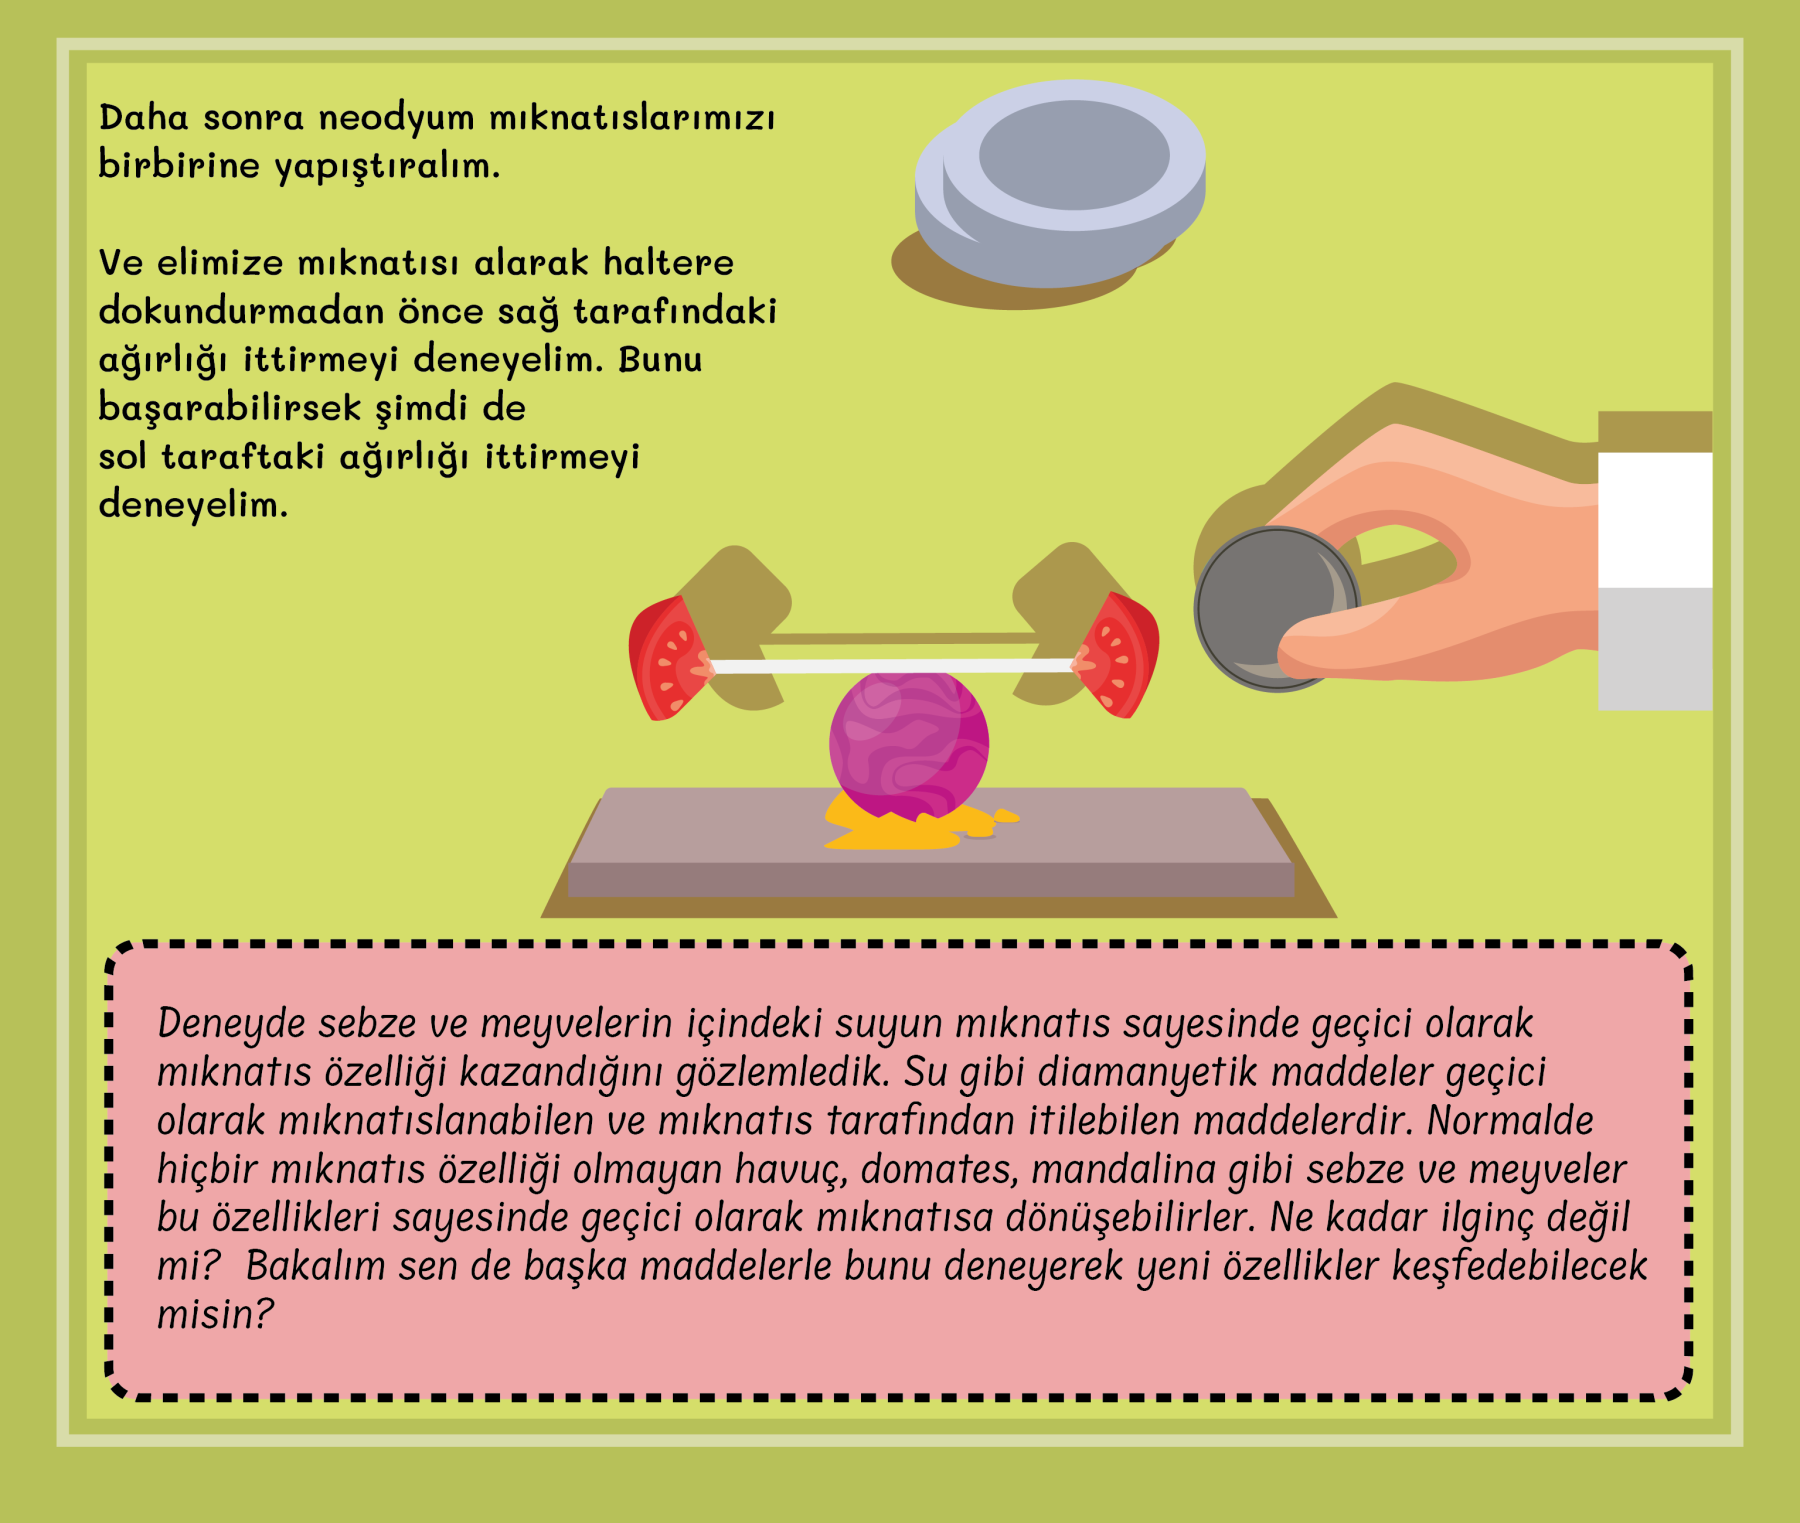 Daha sonra neodyum mıknatıslarımızı
birbirine yapıştıralım.
Ve elimize mıknatısı alarak haltere
dokundurmadan önce sağ tarafındaki
ağırlığı ittirmeyi deneyelim. Bunu
başarabilirsek şimdi de
sol taraftaki ağırlığı ittirmeyi
deneyelim.
Deneyde sebze ve meyvelerin içindeki suyun mıknatıs sayesinde geçici olarak
mıknatıs özelliği kazandığını gözlemledik. Su gibi diamanyetik maddeler geçici
olarak mıknatıslanabilen ve mıknatıs tarafından itilebilen maddelerdir. Normalde
hiçbir mıknatıs özelliği olmayan havuç, domates, mandalina gibi sebze ve meyveler
bu özellikleri sayesinde geçici olarak mıknatısa dönüşebilirler. Ne kadar ilginç değil
mi? Bakalım sen de başka maddelerle bunu deneyerek yeni özellikler keşfedebilecek
misin?